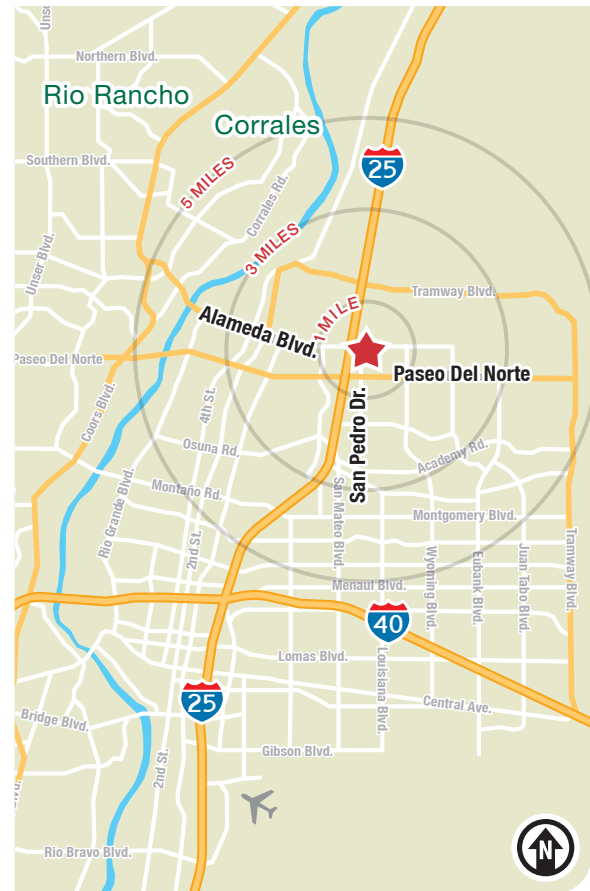 Unse
Northern Blvd.
Rio Rancho
Corrales
Southern Blvd.
25
5 MILES
Corrales Rd.
3 MILES
Unser Blvd.
Tramway Blvd.
1 MILE
Alameda Blvd.
Paseo Del Norte
Paseo Del Norte
San Pedro Dr.
4th St.
Coors Blvd.
Osuna Rd.
Academy Rd.
Montaño Rd.
San Mateo Blvd.
Rio Grande Blvd.
Montgomery Blvd.
2nd St.
Wyoming Blvd.
Eubank Blvd.
Juan Tabo Blvd.
Tramway Blvd.
Menaul Blvd.
40
Lomas Blvd.
Louisiana Blvd.
25
Central Ave.
Bridge Blvd.
2nd St.
Gibson Blvd.
Rio Bravo Blvd.
N